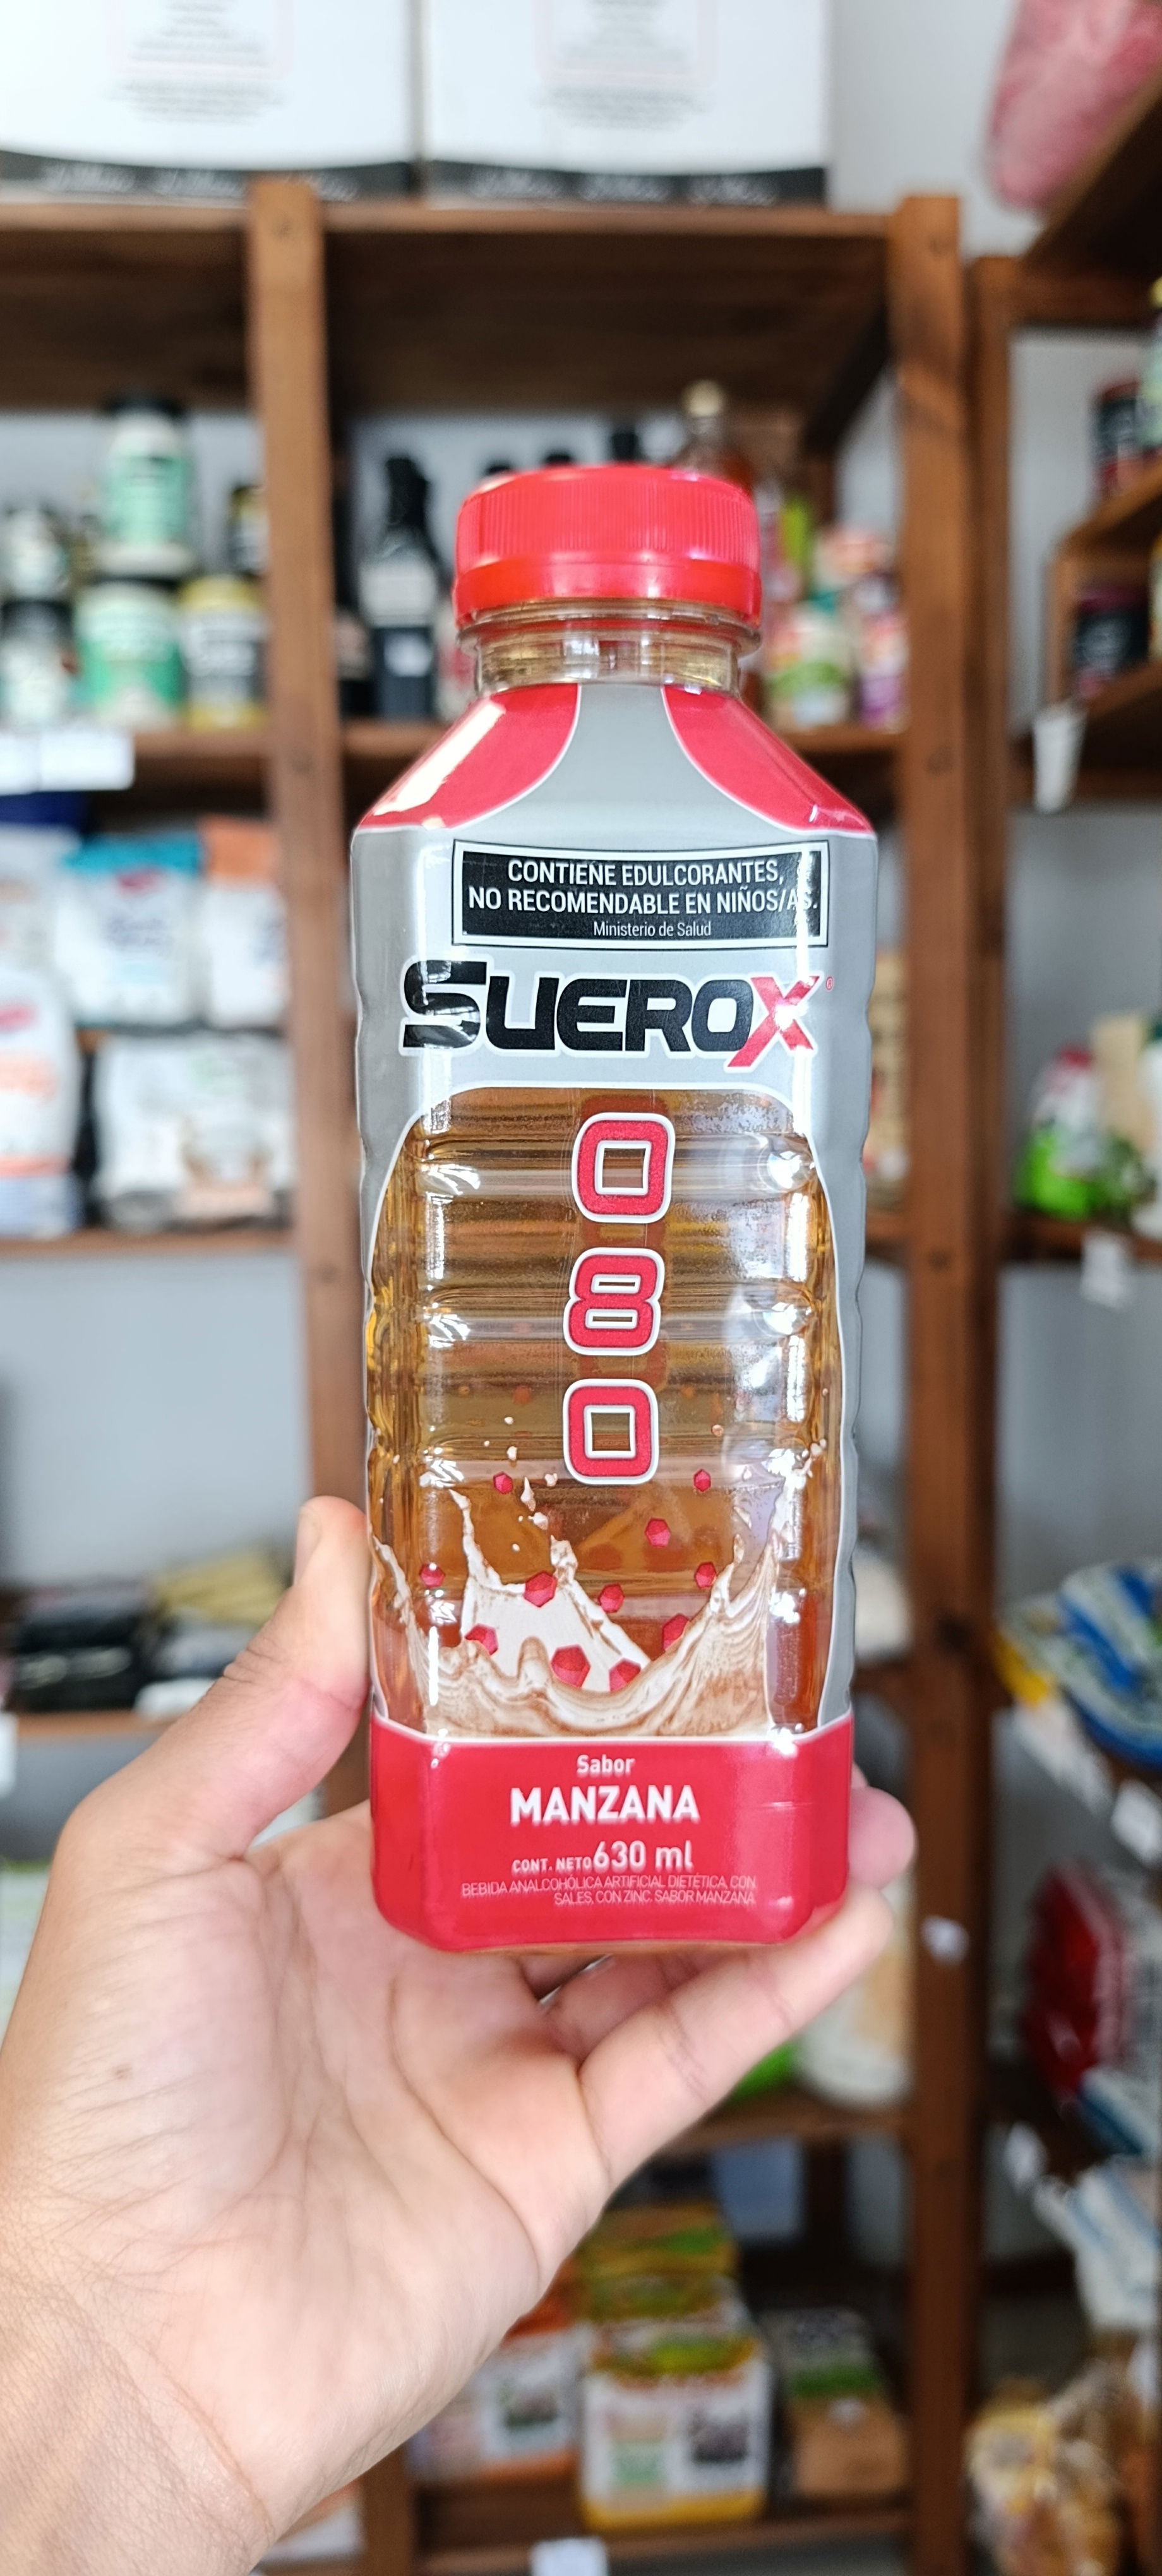 CONTIENE EDULCORANTES,
NO RECOMENDABLE EN NIÑOS/AS.
Ministerio de Salud
SUEROX®
0
8
0
Sabor
MANZANA
CONT. NETO 630 ml
BEBIDA ANALCOHÓLICA ARTIFICIAL DIETÉTICA, CON
SALES, CON ZINC. SABOR MANZANA